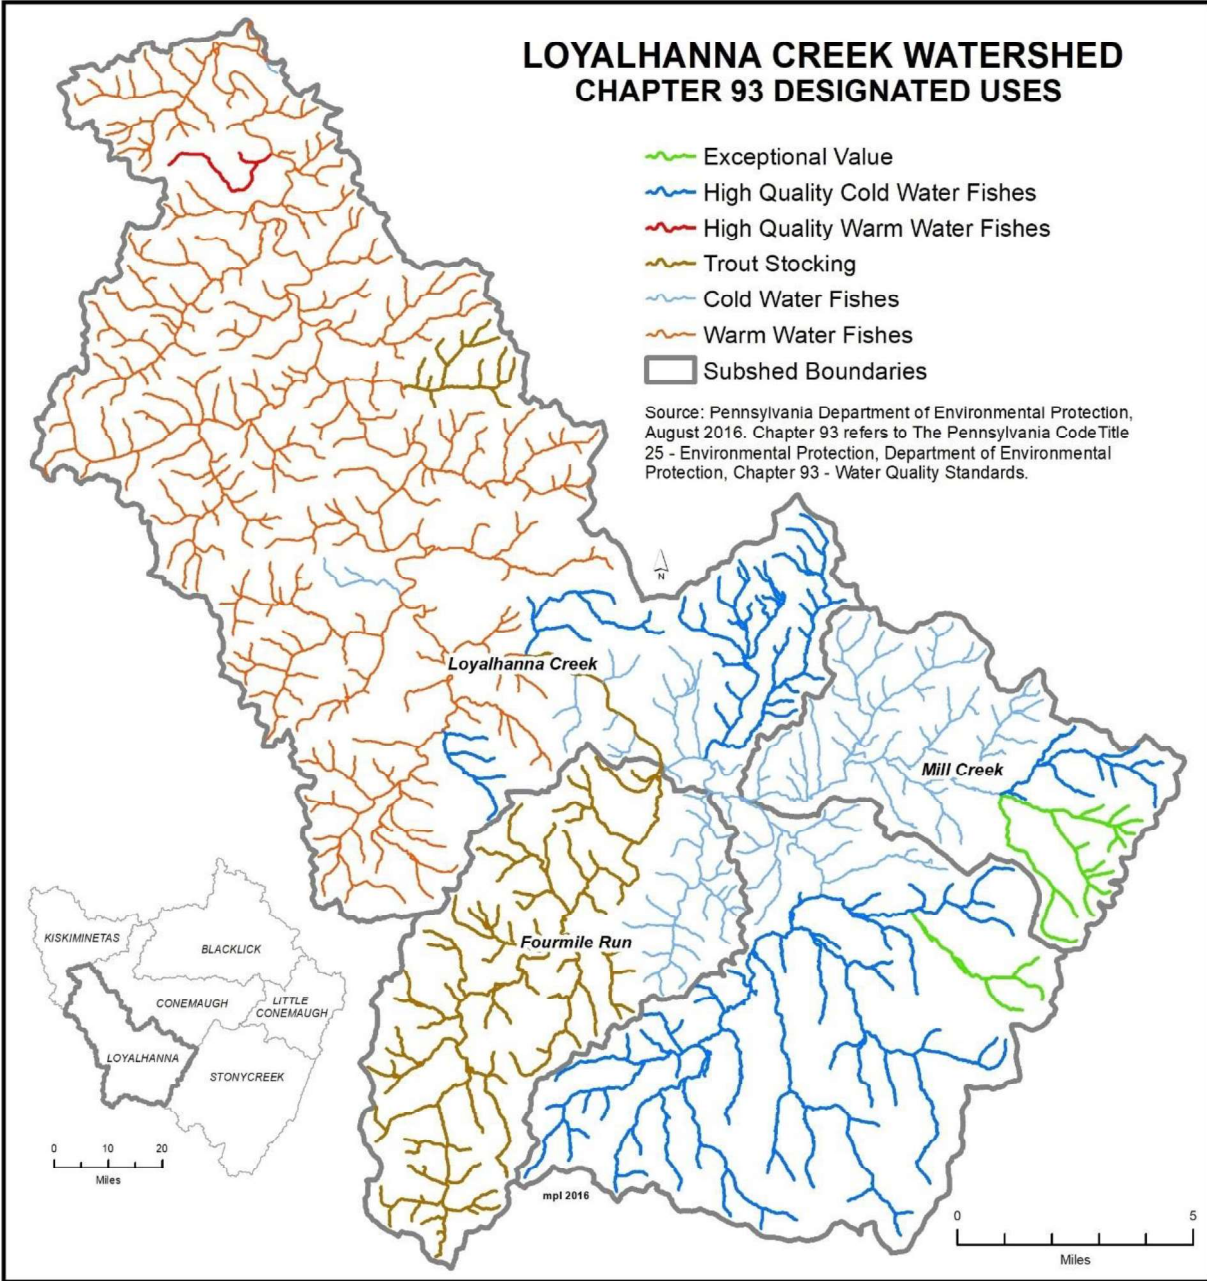 LOYALHANNA CREEK WATERSHED
CHAPTER 93 DESIGNATED USES
Exceptional Value
High Quality Cold Water Fishes
High Quality Warm Water Fishes
Trout Stocking
Cold Water Fishes
Warm Water Fishes
Subshed Boundaries
Source: Pennsylvania Department of Environmental Protection,
August 2016. Chapter 93 refers to The Pennsylvania CodeTitle
25 - Environmental Protection, Department of Environmental
Protection, Chapter 93 - Water Quality Standards.
N
Loyalhanna Creek
Mill Creek
Fourmile Run
KISKIMINETAS
BLACKLICK
CONEMAUGH
LITTLE
CONEMAUGH
LOYALHANNA
STONYCREEK
0 10 20
Miles
mpl 2016
0 5
Miles